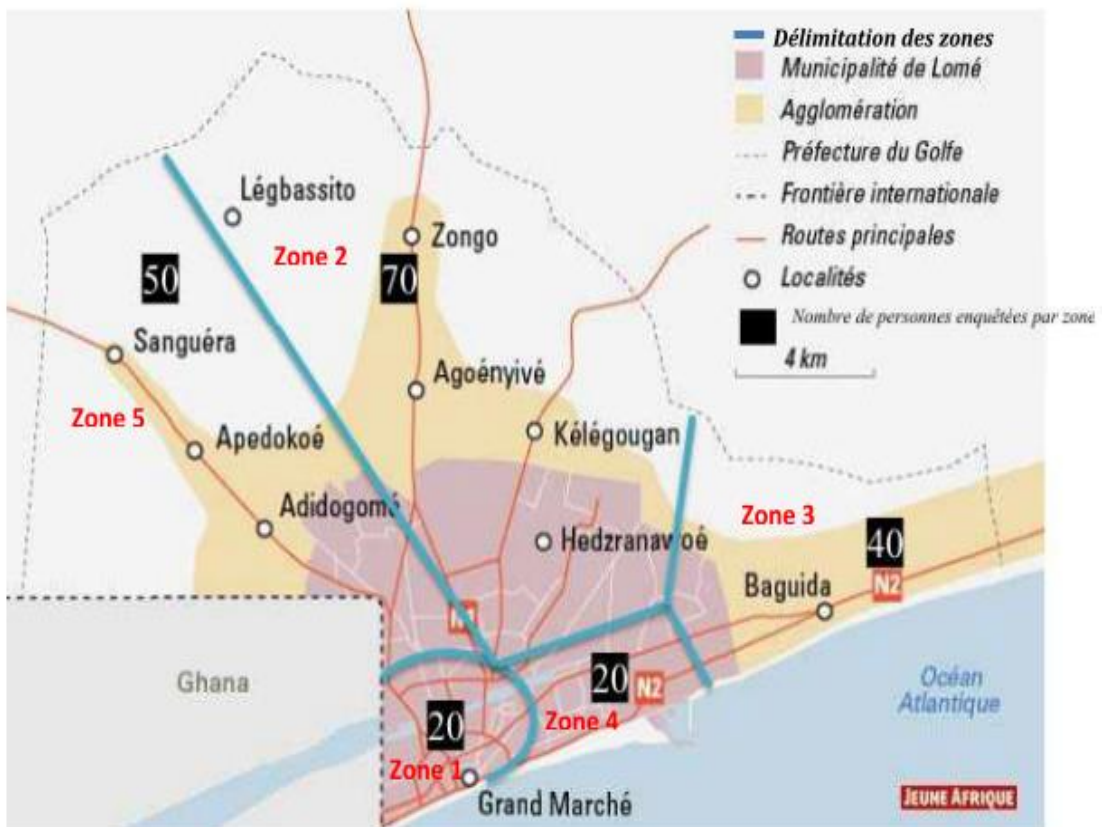 Délimitation des zones
Municipalité de Lomé
Agglomération
Préfecture du Golfe
Frontière internationale
Routes principales
Localités
Nombre de personnes enquêtées par zone
4 km
Légbassito
Zone 2
Zongo
50
70
Sanguéra
Agoényivé
Zone 5
Apedokoé
Kélégougan
Zone 3
Adidogomé
Hedzranawoé
40
Baguida
N2
Ghana
20
N2
Océan
Atlantique
20
Zone 4
Zone 1
Grand Marché
JEUNE AFRIQUE